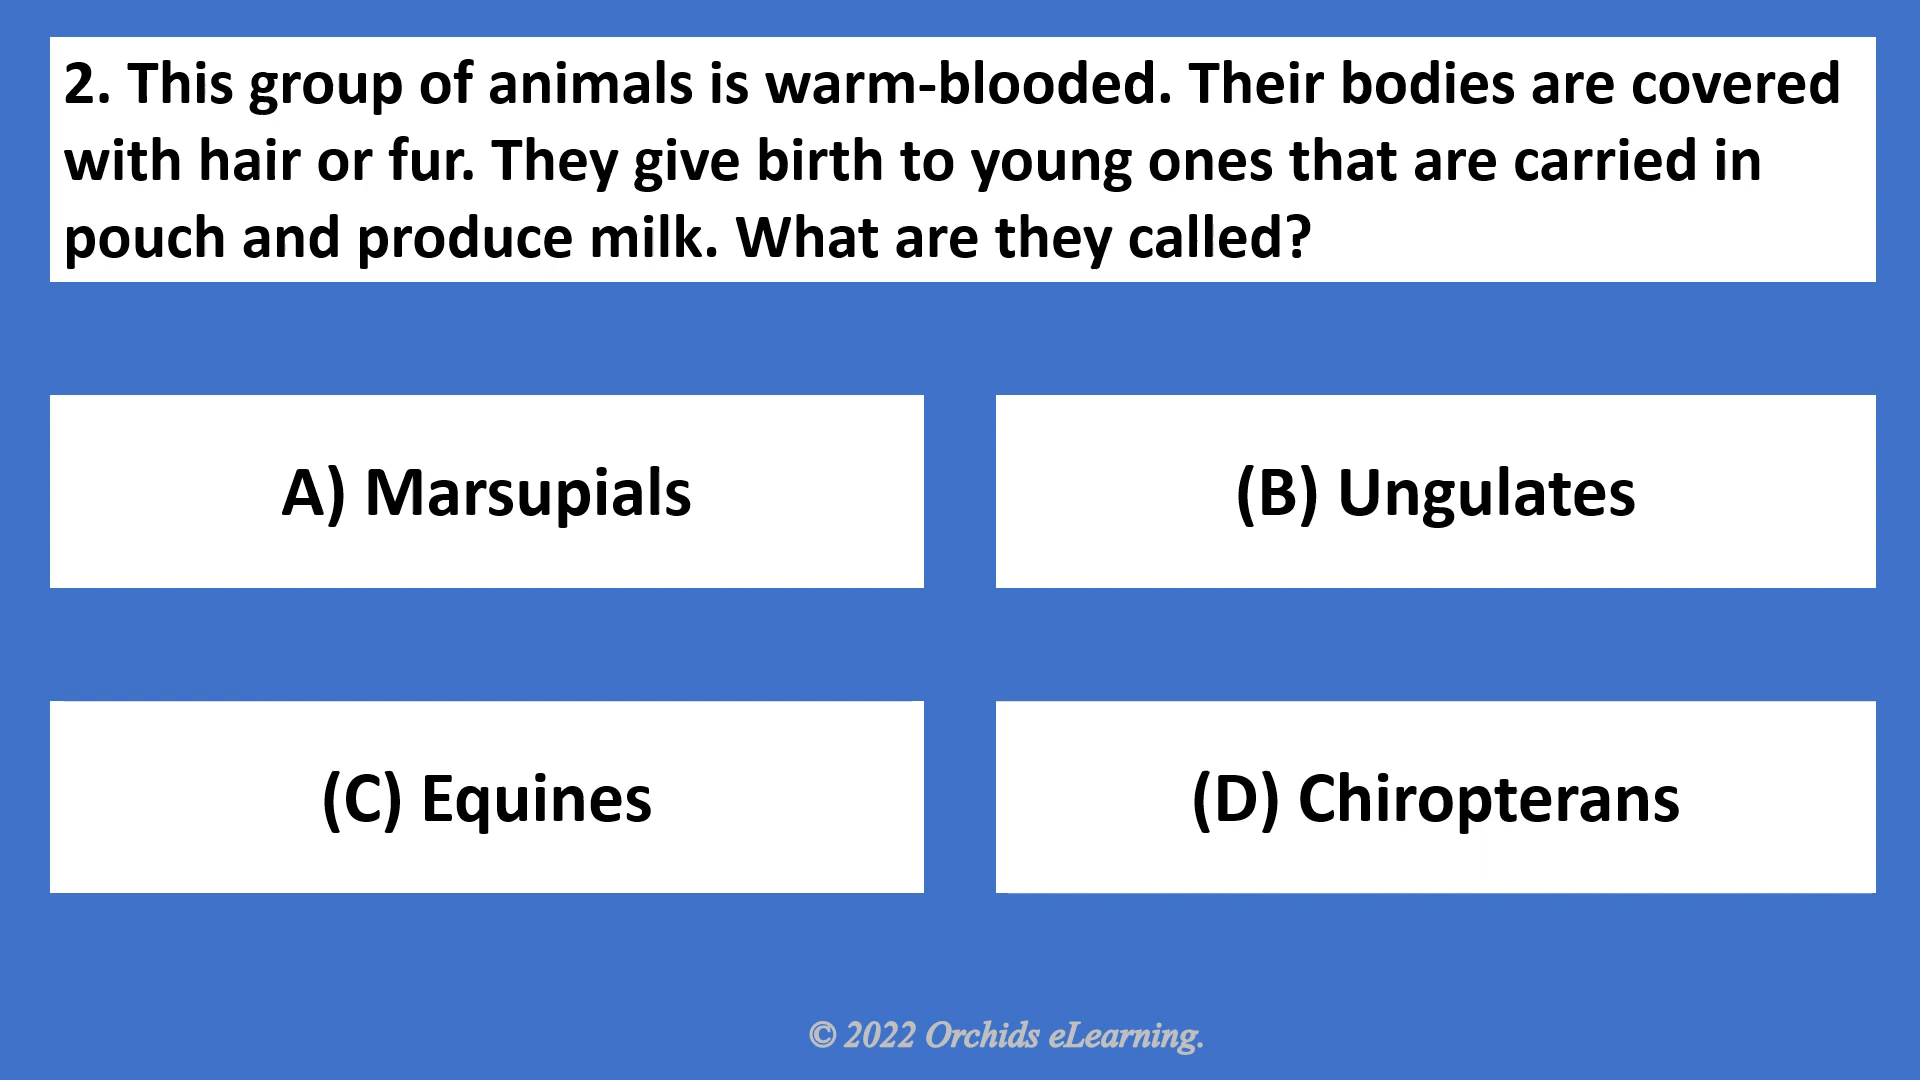 2. This group of animals is warm-blooded. Their bodies are covered
with hair or fur. They give birth to young ones that are carried in
pouch and produce milk. What are they called?
A) Marsupials
(B) Ungulates
(C) Equines
(D) Chiropterans
© 2022 Orchids eLearning.